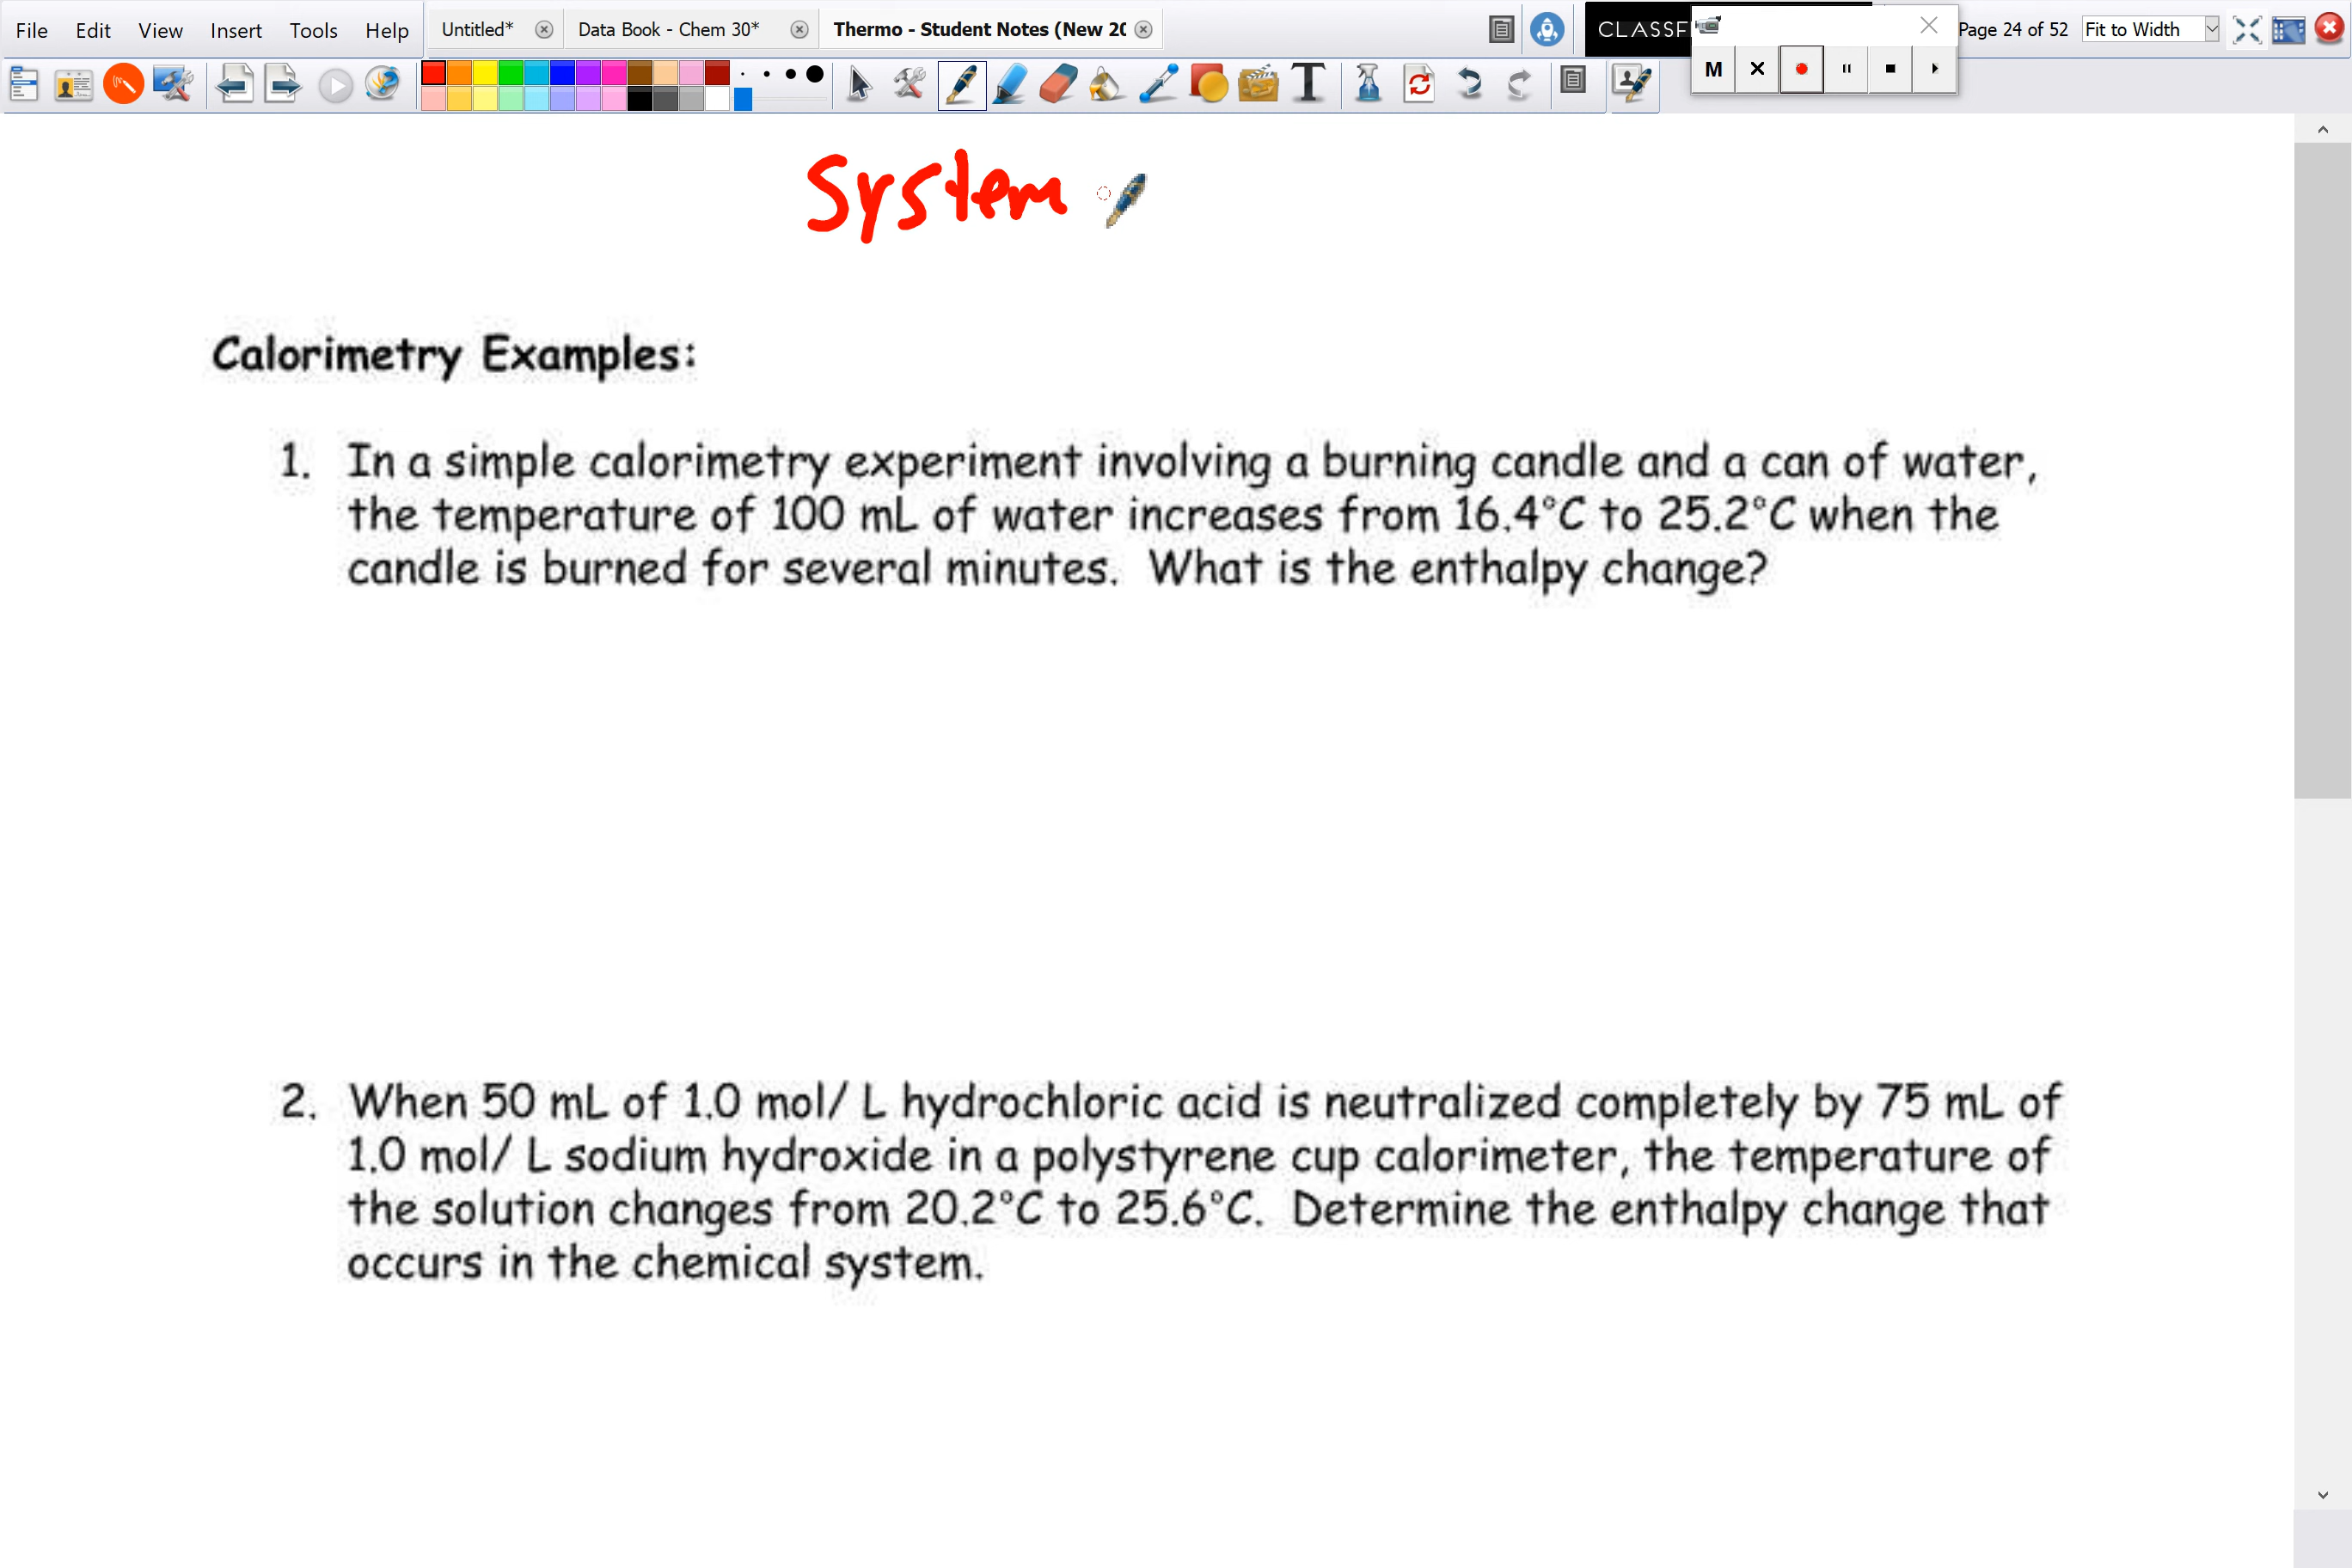 File Edit View Insert Tools Help Untitled* Data Book - Chem 30* Thermo - Student Notes (New 20 Page 24 of 52 Fit to Width
M
T
System
Calorimetry Examples:
1. In a simple calorimetry experiment involving a burning candle and a can of water,
the temperature of 100 mL of water increases from 16.4°C to 25.2°C when the
candle is burned for several minutes. What is the enthalpy change?
2. When 50 mL of 1.0 mol/ L hydrochloric acid is neutralized completely by 75 mL of
1.0 mol/ L sodium hydroxide in a polystyrene cup calorimeter, the temperature of
the solution changes from 20.2°C to 25.6°C. Determine the enthalpy change that
occurs in the chemical system.